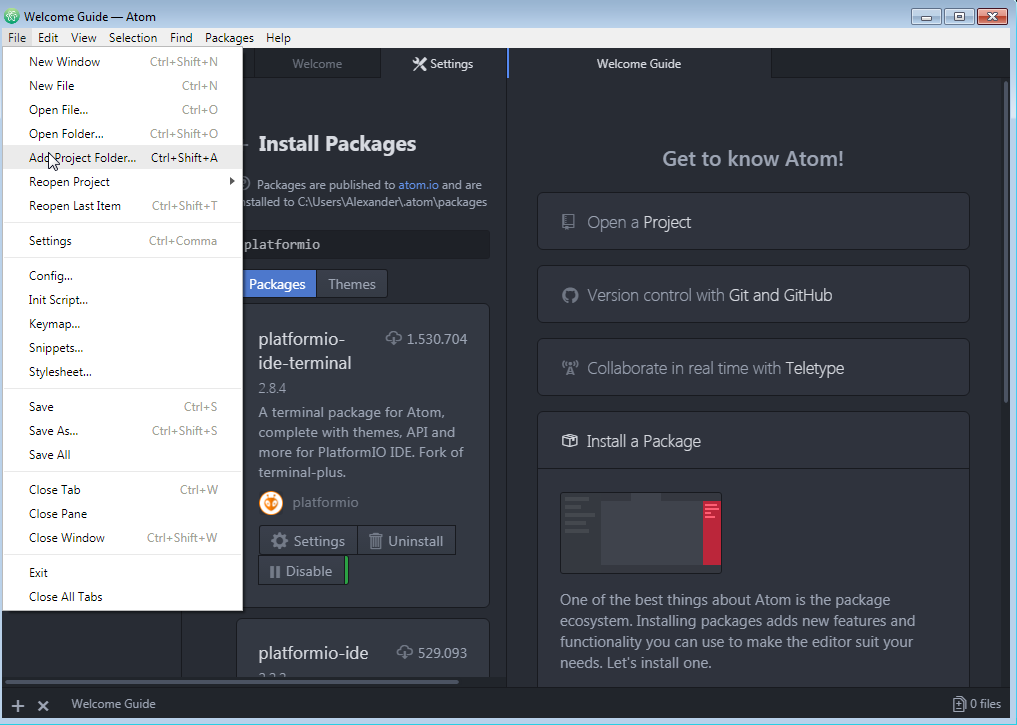 Welcome Guide — Atom
File Edit View Selection Find Packages Help
New Window Ctrl+Shift+N
New File Ctrl+N
Open File... Ctrl+O
Open Folder... Ctrl+Shift+O
Add Project Folder... Ctrl+Shift+A
Reopen Project
Reopen Last Item Ctrl+Shift+T
Settings Ctrl+Comma
Config...
Init Script...
Keymap...
Snippets...
Stylesheet...
Save Ctrl+S
Save As... Ctrl+Shift+S
Save All
Close Tab Ctrl+W
Close Pane
Close Window Ctrl+Shift+W
Exit
Close All Tabs
Welcome
Settings
Install Packages
Packages are published to atom.io and are
nstalled to C:\Users\Alexander\.atom\packages
platformio
Packages Themes
platformio-
ide-terminal
1.530.704
2.8.4
A terminal package for Atom,
complete with themes, API and
more for PlatformIO IDE. Fork of
terminal-plus.
platformio
Settings Uninstall
Disable
platformio-ide 529.093
Welcome Guide
Get to know Atom!
Open a Project
Version control with Git and GitHub
Collaborate in real time with Teletype
Install a Package
One of the best things about Atom is the package
ecosystem. Installing packages adds new features and
functionality you can use to make the editor suit your
needs. Let's install one.
Welcome Guide
0 files